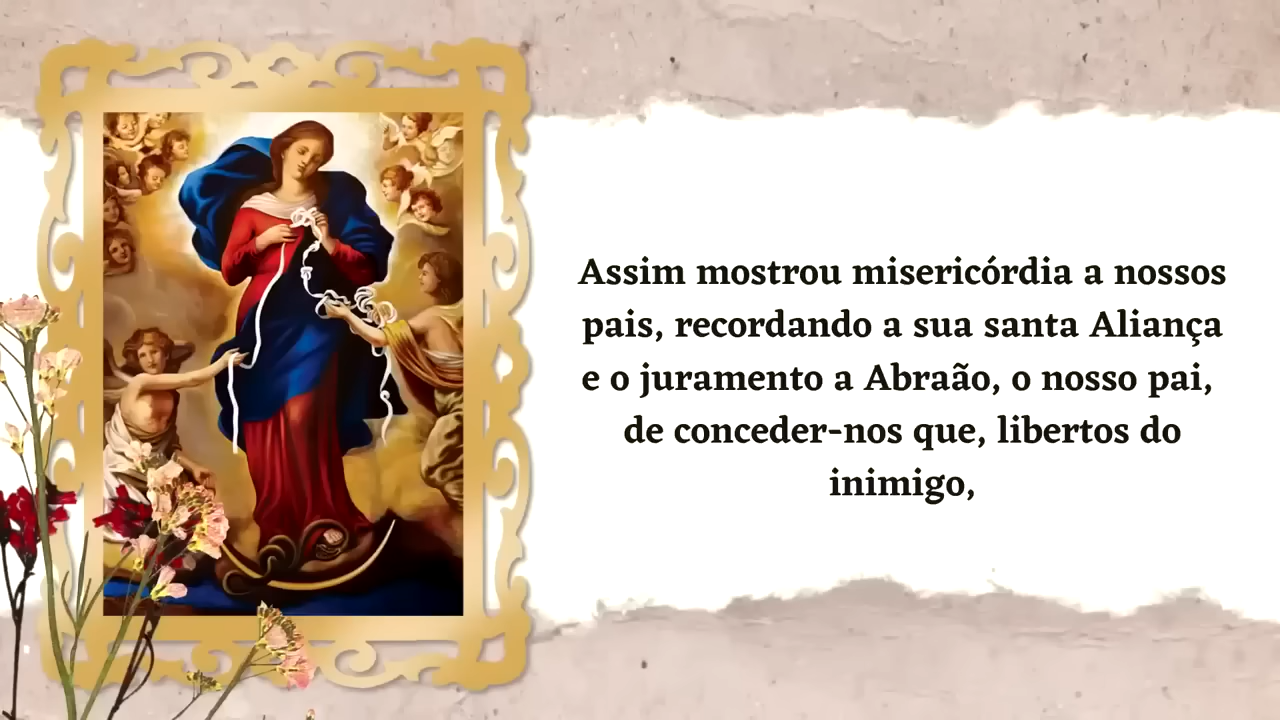 Assim mostrou misericórdia a nossos
pais, recordando a sua santa Aliança
e o juramento a Abraão, o nosso pai,
de conceder-nos que, libertos do
inimigo,